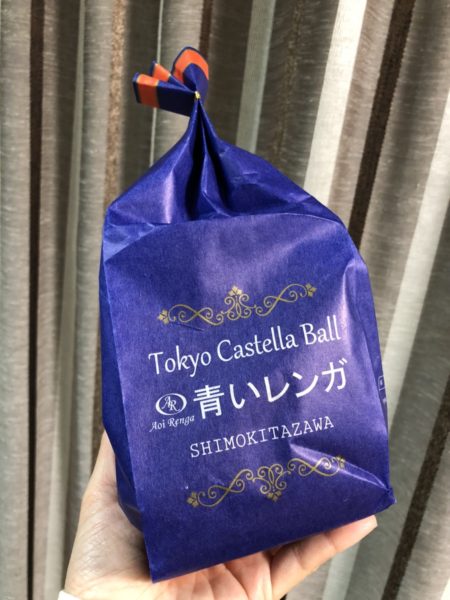 Tokyo Castella Ball
AR
Aoi Renga
青いレンガ
SHIMOKITAZAWA